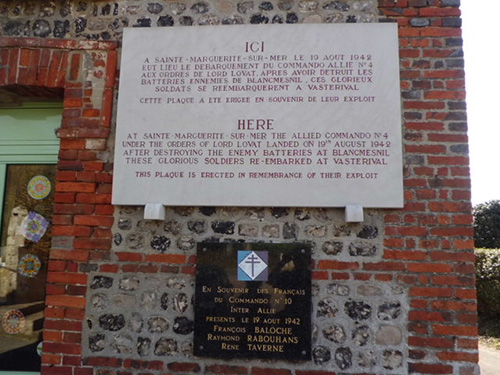 ICI
A SAINTE-MARGUERITE-SUR-MER LE 19 AOUT 1942
EUT LIEU LE DEBARQUEMENT DU COMMANDO ALLIE Nº4
AUX ORDRES DE LORD LOVAT, APRES AVOIR DETRUIT LES
BATTERIES ENNEMIES DE BLANCMESNIL, CES GLORIEUX
SOLDATS SE REEMBARQUERENT A VASTERIVAL
CETTE PLAQUE A ETE ERIGEE EN SOUVENIR DE LEUR EXPLOIT
HERE
AT SAINTE-MARGUERITE-SUR-MER THE ALLIED COMMANDO Nº4
UNDER THE ORDERS OF LORD LOVAT LANDED ON 19TH AUGUST 1942
AFTER DESTROYING THE ENEMY BATTERIES AT BLANCMESNIL
THESE GLORIOUS SOLDIERS RE-EMBARKED AT VASTERIVAL
THIS PLAQUE IS ERECTED IN REMEMBRANCE OF THEIR EXPLOIT
EN SOUVENIR DES FRANÇAIS
DU COMMANDO Nº10
INTER ALLIE
PRESENTS LE 19 AOUT 1942
FRANÇOIS BALOCHE
RAYMOND RABOUHANS
RENE TAVERNE